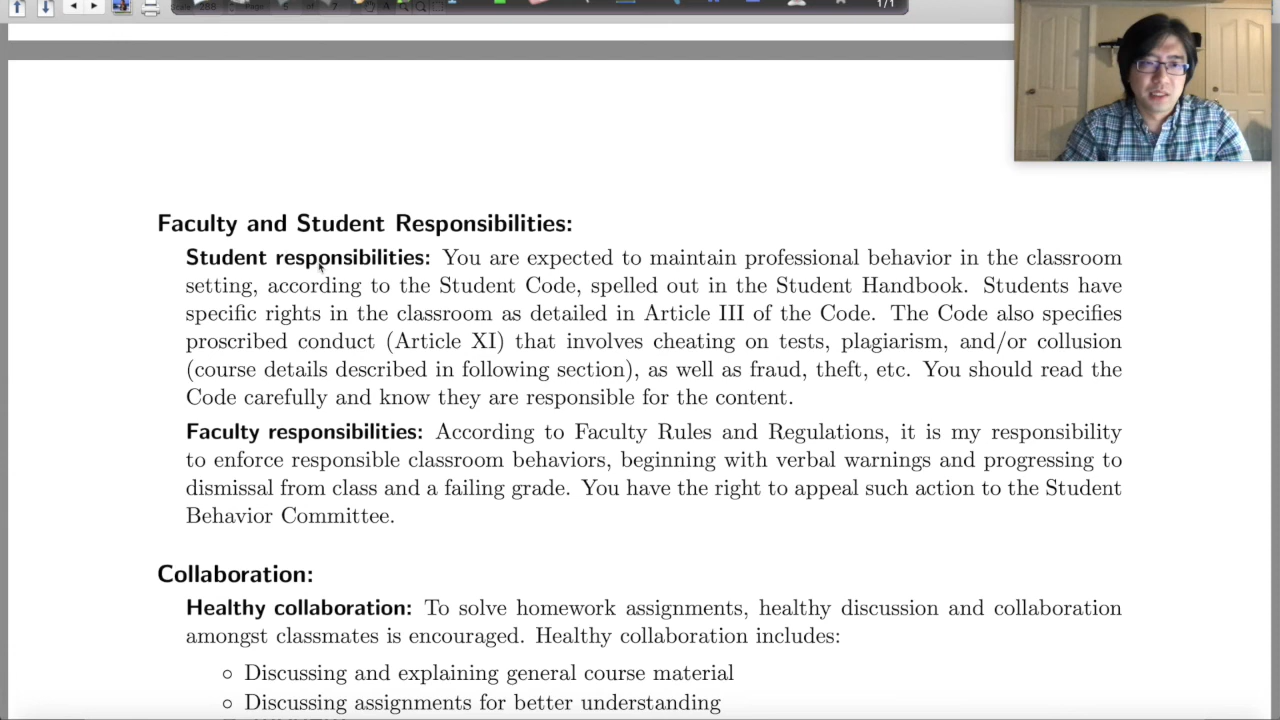 1/1
Faculty and Student Responsibilities:
Student responsibilities: You are expected to maintain professional behavior in the classroom
setting, according to the Student Code, spelled out in the Student Handbook. Students have
specific rights in the classroom as detailed in Article III of the Code. The Code also specifies
proscribed conduct (Article XI) that involves cheating on tests, plagiarism, and/or collusion
(course details described in following section), as well as fraud, theft, etc. You should read the
Code carefully and know they are responsible for the content.
Faculty responsibilities: According to Faculty Rules and Regulations, it is my responsibility
to enforce responsible classroom behaviors, beginning with verbal warnings and progressing to
dismissal from class and a failing grade. You have the right to appeal such action to the Student
Behavior Committee.
Collaboration:
Healthy collaboration: To solve homework assignments, healthy discussion and collaboration
amongst classmates is encouraged. Healthy collaboration includes:
◦ Discussing and explaining general course material
◦ Discussing assignments for better understanding